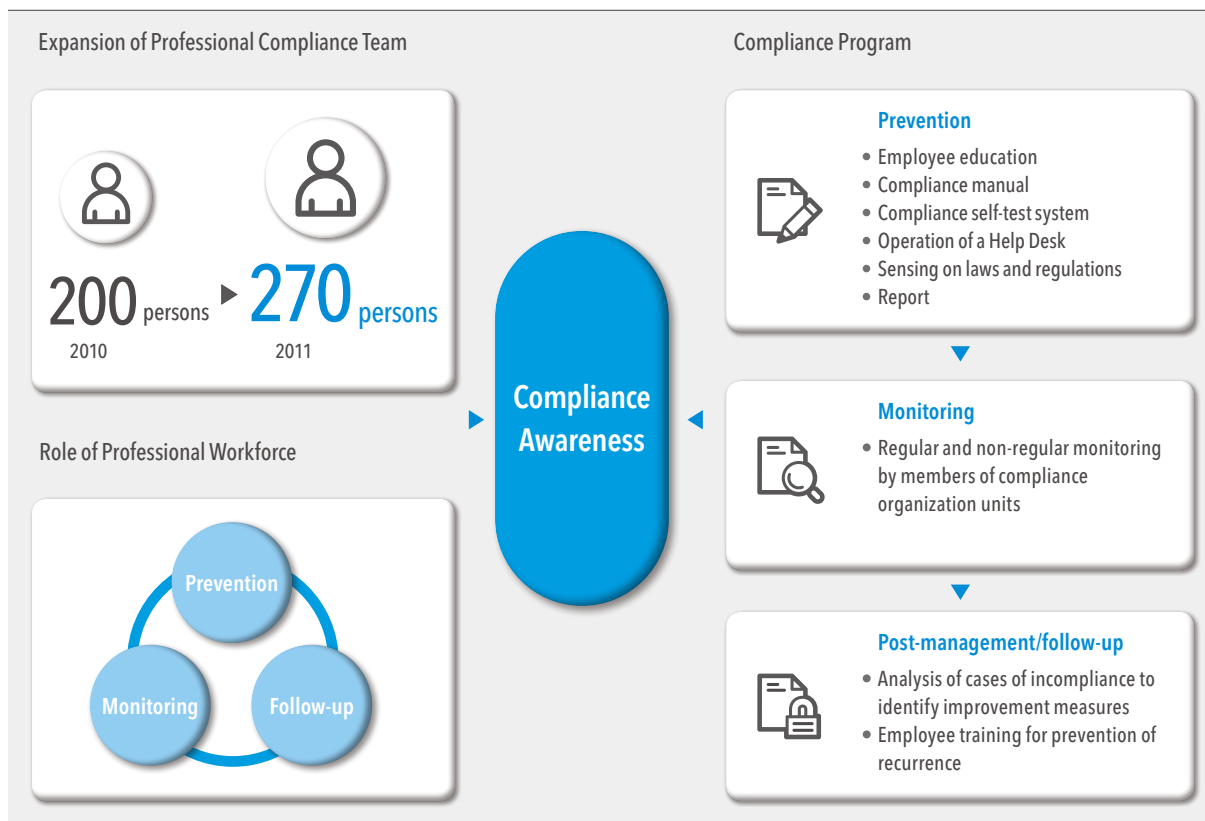 Expansion of Professional Compliance Team
200 persons ▶ 270 persons
2010 2011
Role of Professional Workforce
Prevention
Monitoring Follow-up
Compliance
Awareness
Compliance Program
Prevention
• Employee education
• Compliance manual
• Compliance self-test system
• Operation of a Help Desk
• Sensing on laws and regulations
• Report
Monitoring
• Regular and non-regular monitoring
by members of compliance
organization units
Post-management/follow-up
• Analysis of cases of incompliance to
identify improvement measures
• Employee training for prevention of
recurrence